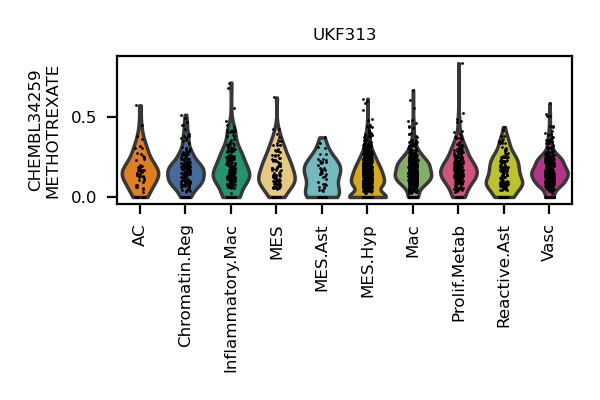 UKF313
CHEMBL34259
METHOTREXATE
0.5
0.0
AC
Chromatin.Reg
Inflammatory.Mac
MES
MES.Ast
MES.Hyp
Mac
Prolif.Metab
Reactive.Ast
Vasc